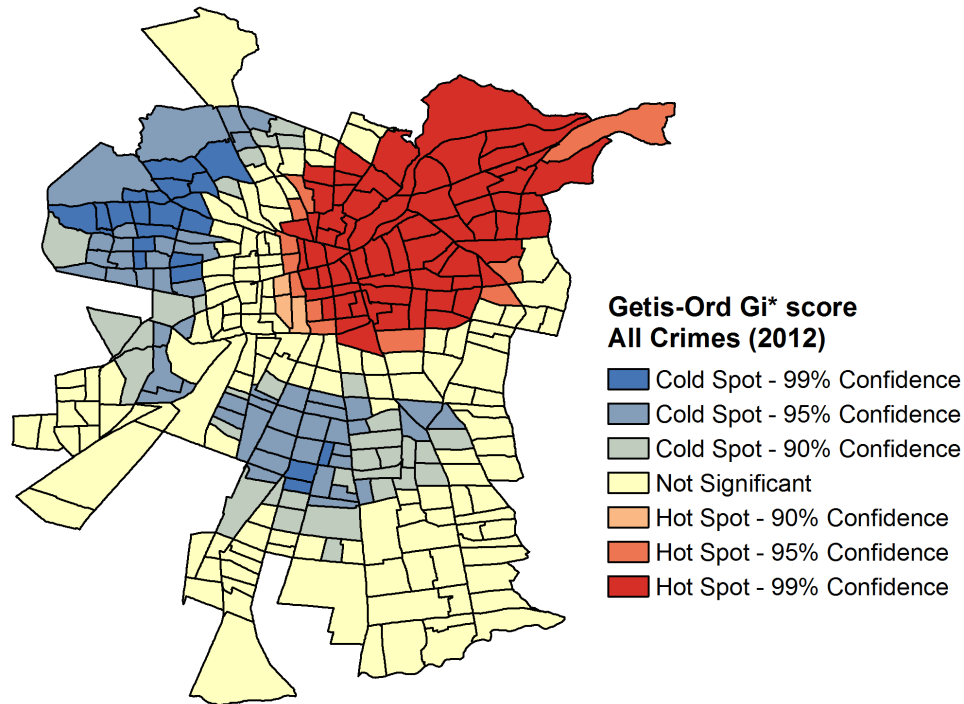 Getis-Ord Gi* score
All Crimes (2012)
Cold Spot - 99% Confidence
Cold Spot - 95% Confidence
Cold Spot - 90% Confidence
Not Significant
Hot Spot - 90% Confidence
Hot Spot - 95% Confidence
Hot Spot - 99% Confidence